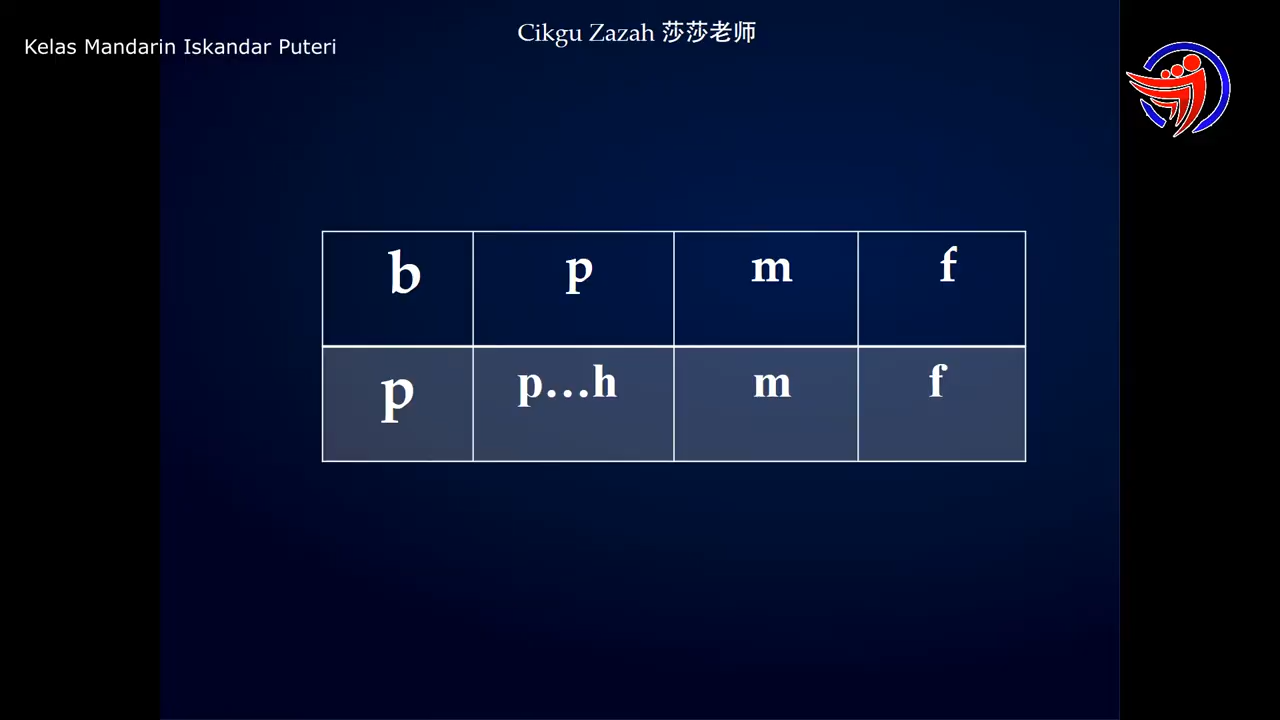 Kelas Mandarin Iskandar Puteri
Cikgu Zazah 莎莎老师
b p m f
p p...h m f